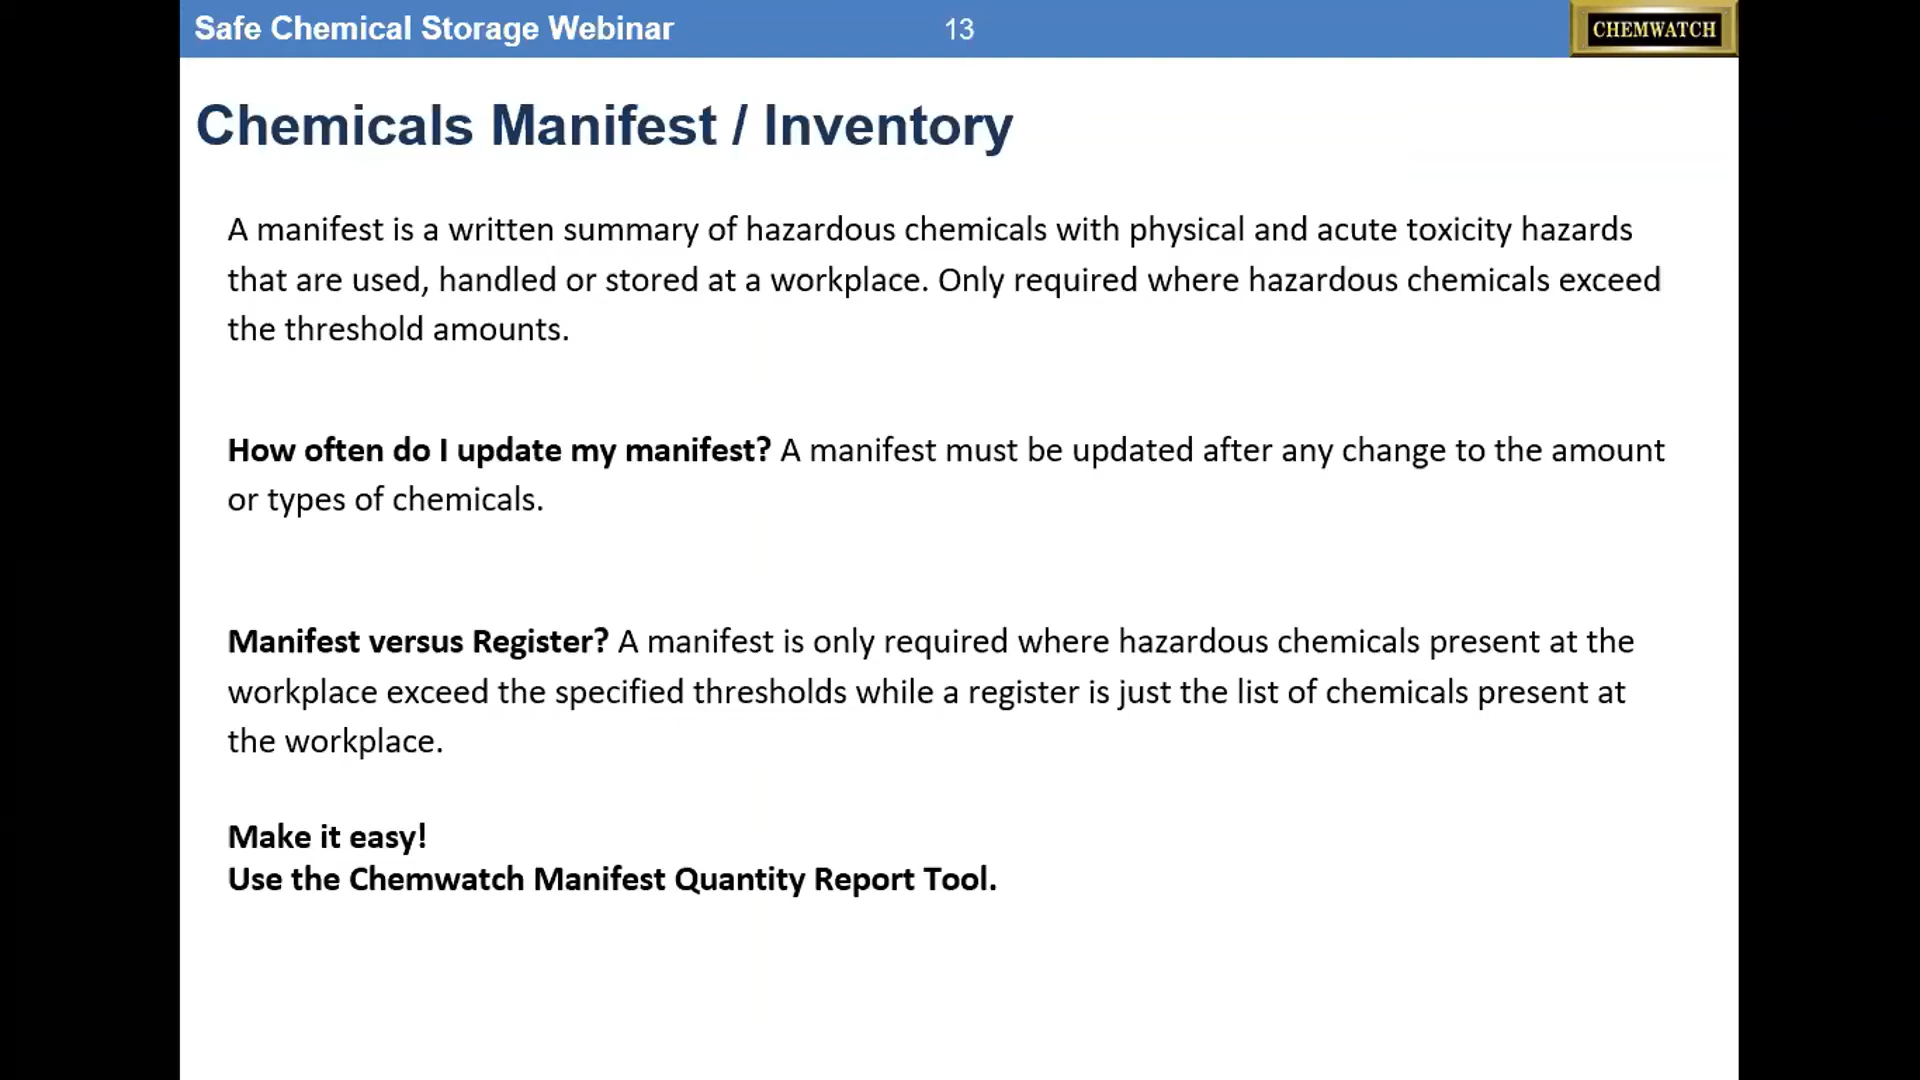 Safe Chemical Storage Webinar
13
CHEMWATCH
Chemicals Manifest / Inventory
A manifest is a written summary of hazardous chemicals with physical and acute toxicity hazards
that are used, handled or stored at a workplace. Only required where hazardous chemicals exceed
the threshold amounts.
How often do I update my manifest? A manifest must be updated after any change to the amount
or types of chemicals.
Manifest versus Register? A manifest is only required where hazardous chemicals present at the
workplace exceed the specified thresholds while a register is just the list of chemicals present at
the workplace.
Make it easy!
Use the Chemwatch Manifest Quantity Report Tool.